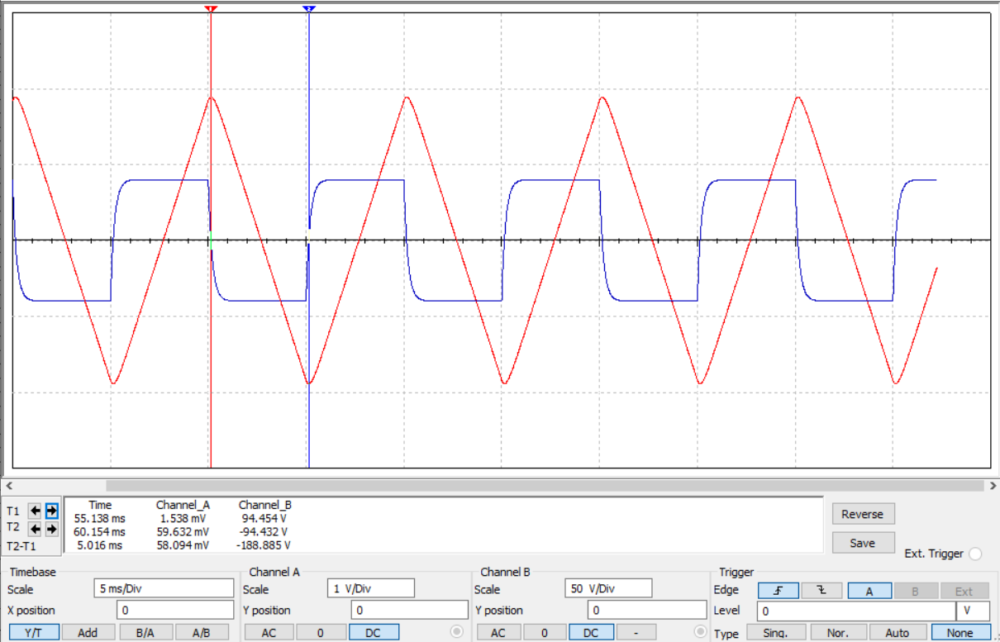 1 2
Time Channel_A Channel_B
T1 55.138 ms 1.538 mV 94.454 V
T2 60.154 ms 59.632 mV -94.432 V
T2-T1 5.016 ms 58.094 mV -188.885 V
Reverse
Save
Ext. Trigger
Timebase
Scale 5 ms/Div
X position 0
Y/T Add B/A A/B
Channel A
Scale 1 V/Div
Y position 0
AC 0 DC
Channel B
Scale 50 V/Div
Y position 0
AC 0 DC -
Trigger
Edge A B Ext
Level 0 V
Type Sing. Nor. Auto None